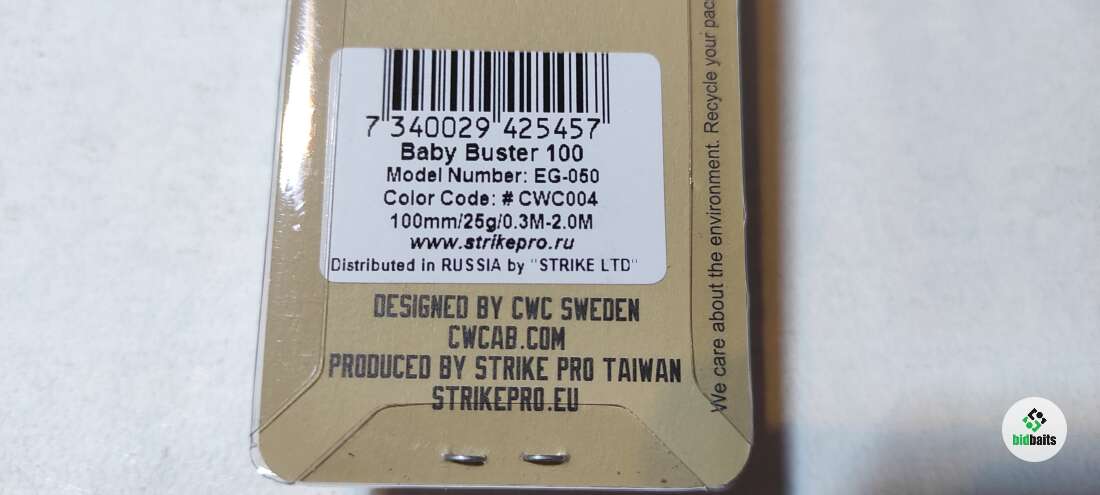 7 340029 425457
Baby Buster 100
Model Number: EG-050
Color Code: # CWC004
100mm/25g/0.3M-2.0M
www.strikepro.ru
Distributed in RUSSIA by "STRIKE LTD"
DESIGNED BY CWC SWEDEN
CWCAB.COM
PRODUCED BY STRIKE PRO TAIWAN
STRIKEPRO.EU
We care about the environment. Recycle your
bidbaits